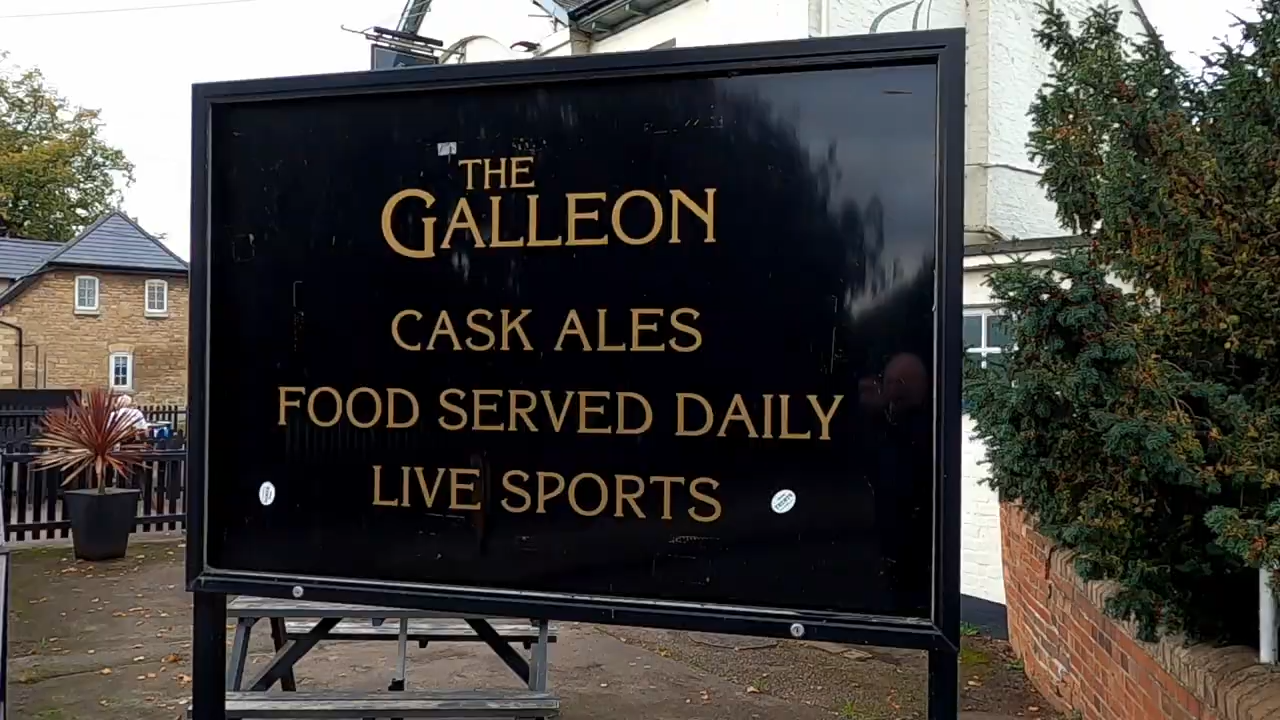 THE
GALLEON
CASK ALES
FOOD SERVED DAILY
LIVE SPORTS